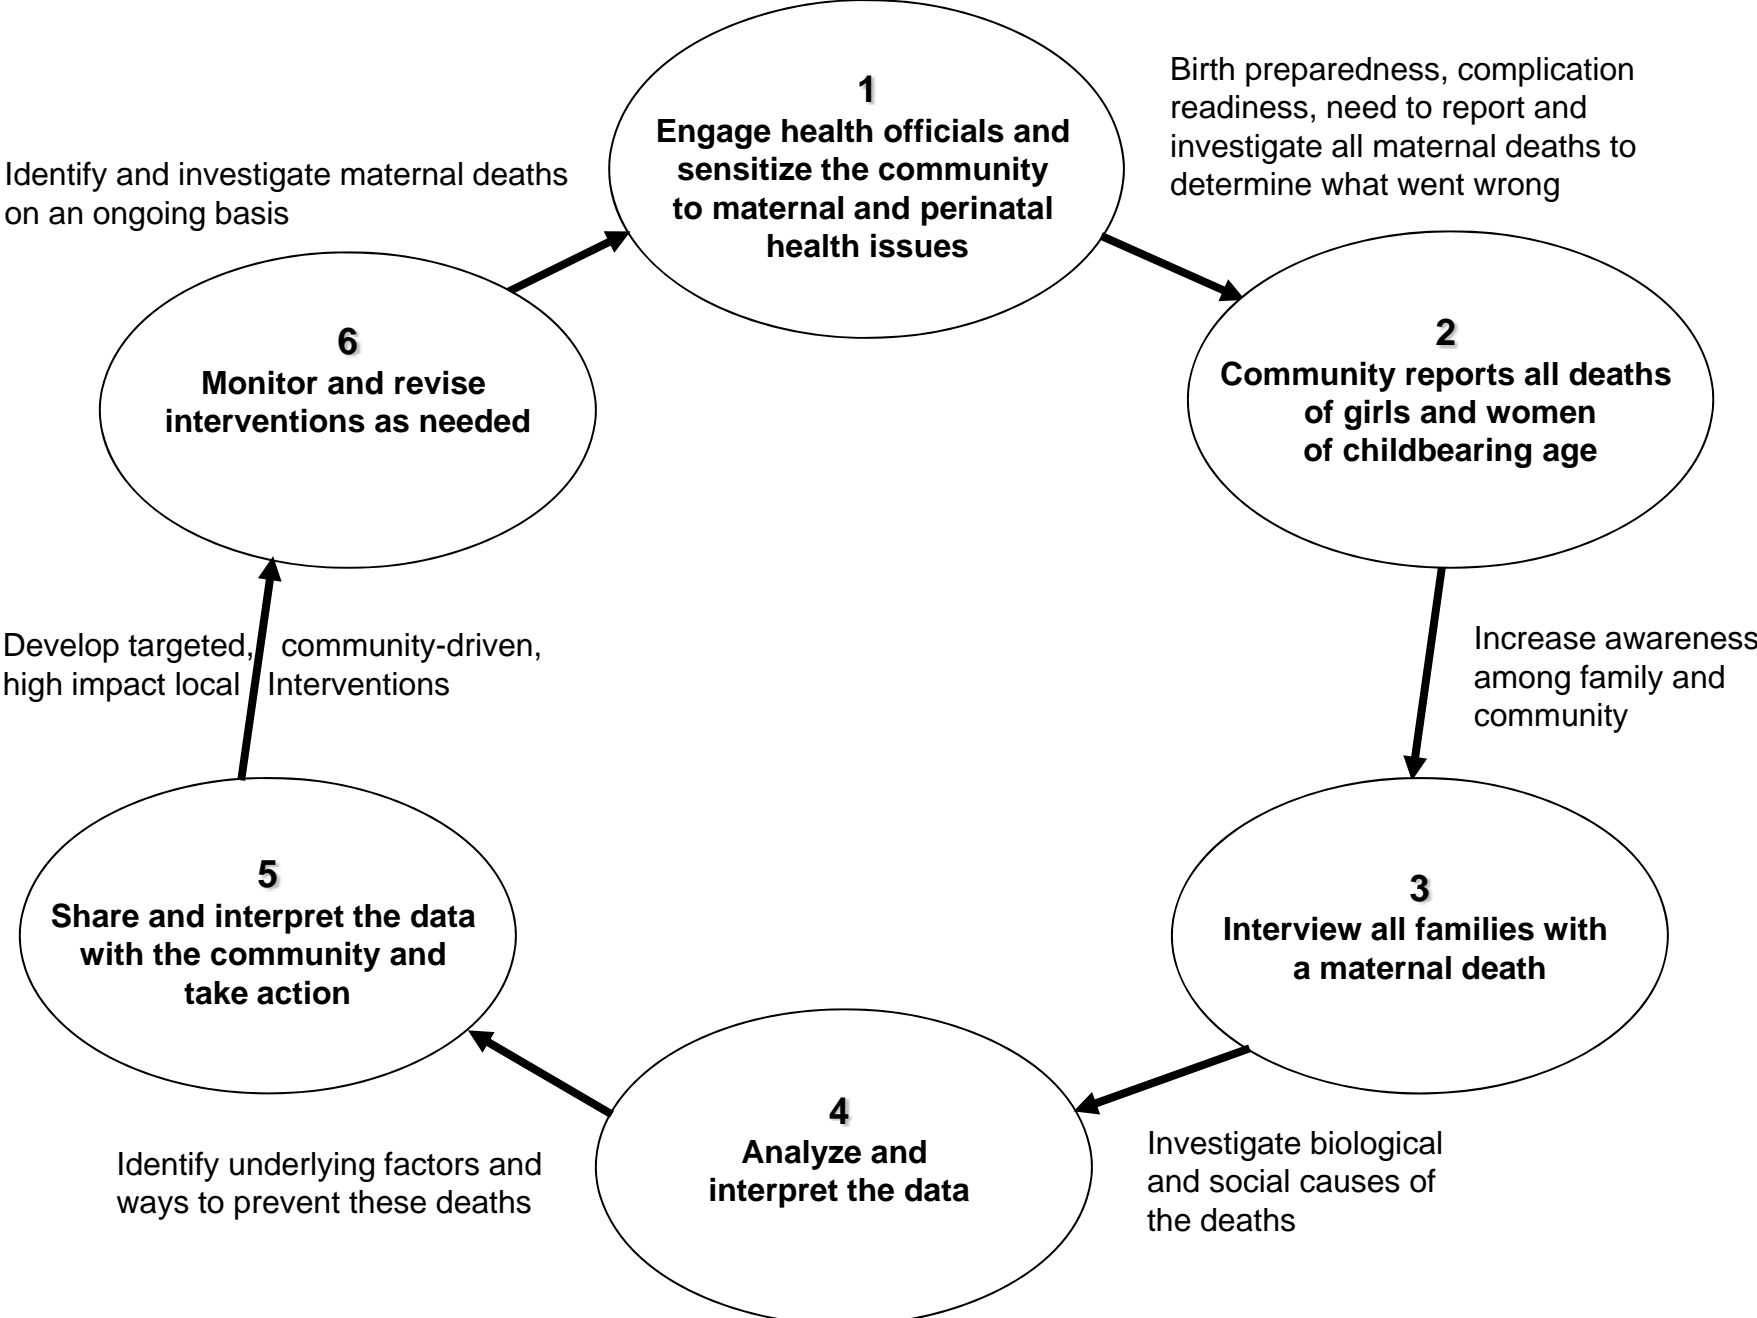 1
Engage health officials and
sensitize the community
to maternal and perinatal
health issues
Birth preparedness, complication
readiness, need to report and
investigate all maternal deaths to
determine what went wrong
2
Community reports all deaths
of girls and women
of childbearing age
Increase awareness
among family and
community
3
Interview all families with
a maternal death
Investigate biological
and social causes of
the deaths
4
Analyze and
interpret the data
Identify underlying factors and
ways to prevent these deaths
5
Share and interpret the data
with the community and
take action
Develop targeted, community-driven,
high impact local Interventions
6
Monitor and revise
interventions as needed
Identify and investigate maternal deaths
on an ongoing basis